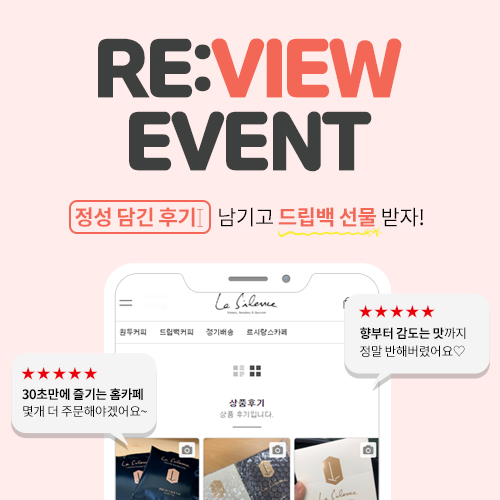 RE:VIEW
EVENT
정성 담긴 후기 남기고 드립백 선물 받자!
La Silence
원두커피 드립백커피 정기배송 르시랑스카페
★★★★★
향부터 감도는 맛까지
정말 반해버렸어요♡
★★★★★
30초만에 즐기는 홈카페
몇개 더 주문해야겠어요~
상품후기
상품 후기입니다.
La Silence